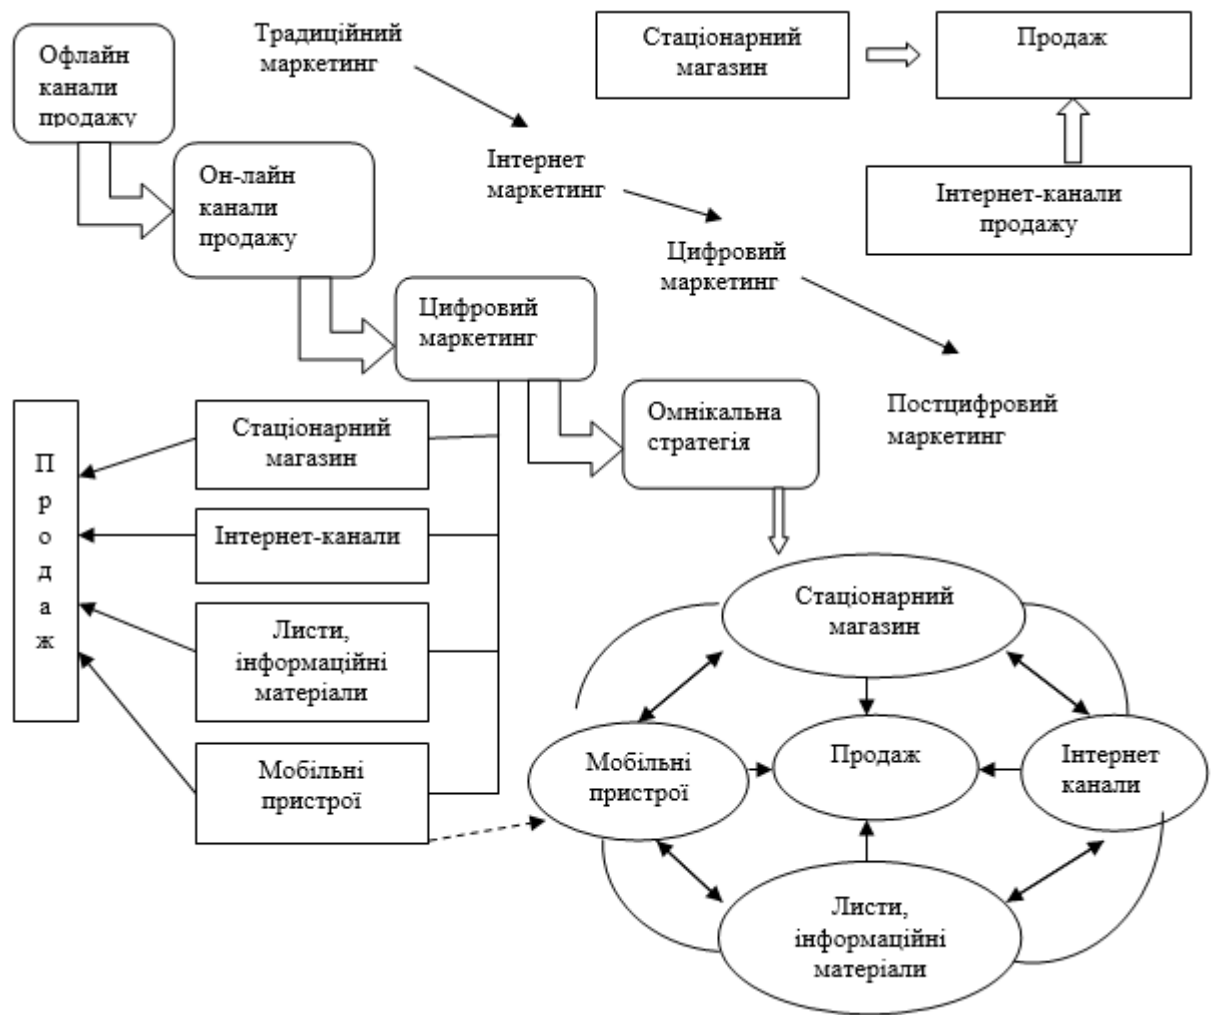 Офлайн
канали
продажу
Традиційний
маркетинг
Стаціонарний
магазин
Продаж
Он-лайн
канали
продажу
Інтернет
маркетинг
Інтернет-канали
продажу
Цифровий
маркетинг
Цифровий
маркетинг
Омнікальна
стратегія
Постцифровий
маркетинг
П
р
о
д
а
ж
Стаціонарний
магазин
Інтернет-канали
Листи,
інформаційні
матеріали
Мобільні
пристрої
Стаціонарний
магазин
Мобільні
пристрої
Продаж
Інтернет
канали
Листи,
інформаційні
матеріали